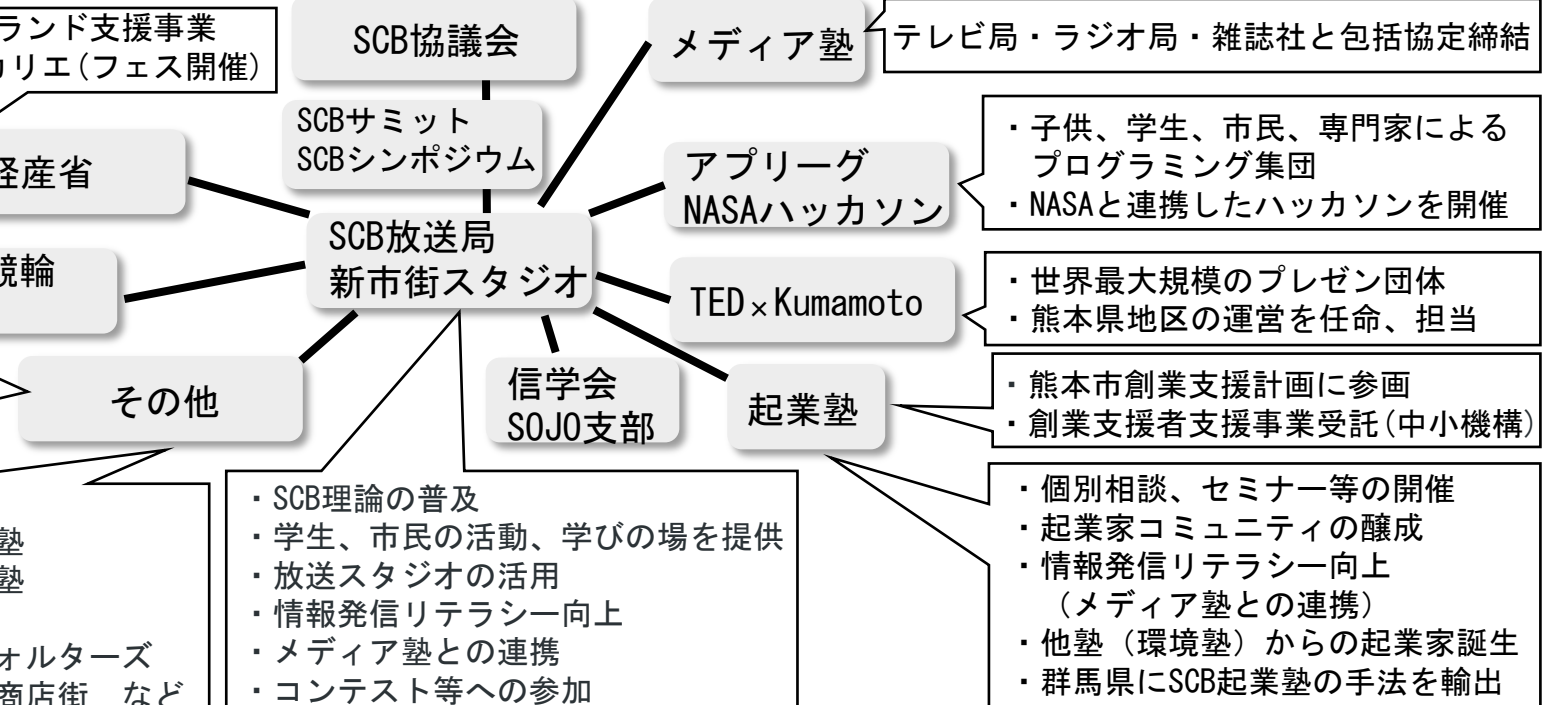 ランド支援事業
リエ(フェス開催)
SCB協議会
メディア塾
テレビ局・ラジオ局・雑誌社と包括協定締結
SCBサミット
SCBシンポジウム
経産省
アプリーグ
NASAハッカソン
・子供、学生、市民、専門家による
プログラミング集団
・NASAと連携したハッカソンを開催
SCB放送局
新市街スタジオ
競輪
TED×Kumamoto
・世界最大規模のプレゼン団体
・熊本県地区の運営を任命、担当
その他
信学会
SOJO支部
起業塾
・熊本市創業支援計画に参画
・創業支援者支援事業受託(中小機構)
塾
塾
ォルターズ
商店街 など
・SCB理論の普及
・学生、市民の活動、学びの場を提供
・放送スタジオの活用
・情報発信リテラシー向上
・メディア塾との連携
・コンテスト等への参加
・個別相談、セミナー等の開催
・起業家コミュニティの醸成
・情報発信リテラシー向上
（メディア塾との連携）
・他塾（環境塾）からの起業家誕生
・群馬県にSCB起業塾の手法を輸出